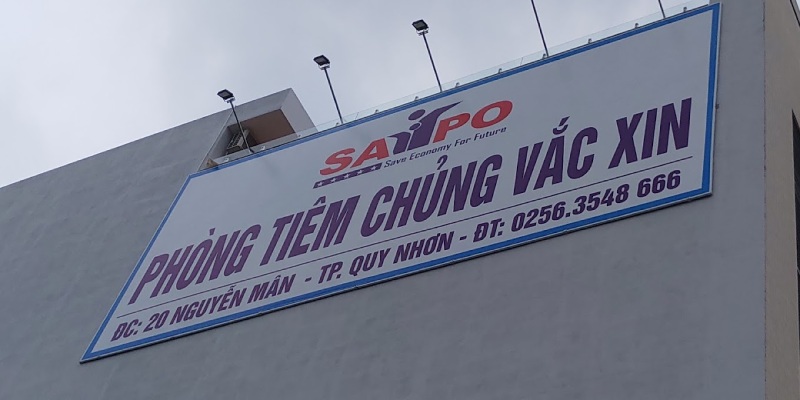 SAFPO
Save Economy For Future
PHÒNG TIÊM CHỦNG VẮC XIN
ĐC: 20 NGUYỄN MÂN - TP. QUY NHƠN - ĐT: 0256.3548 666